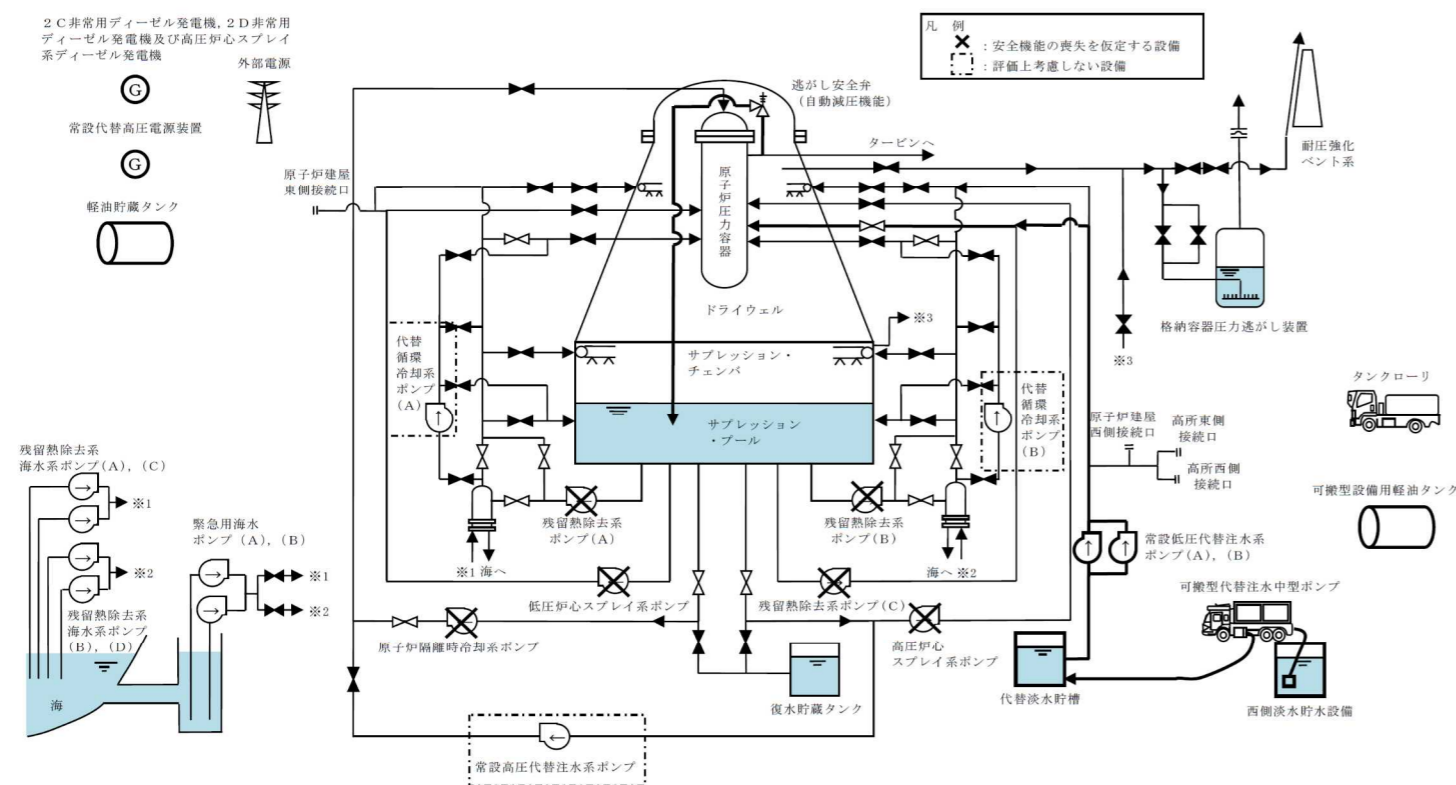 2C非常用ディーゼル発電機,2D非常用
ディーゼル発電機及び高圧炉心スプレイ
系ディーゼル発電機
外部電源
G
常設代替高圧電源装置
G
軽油貯蔵タンク
凡 例
:安全機能の喪失を仮定する設備
:評価上考慮しない設備
逃がし安全弁
(自動減圧機能)
タービンへ
原子炉建屋
東側接続口
原子炉圧力容器
耐圧強化
ベント系
格納容器圧力逃がし装置
※3
ドライウェル
※3
代替
循環
冷却系
ポンプ
(A)
サプレッション・
チェンバ
サプレッション
・プール
代替
循環
冷却系
ポンプ
(B)
タンクローリ
原子炉建屋
西側接続口
高所東側
接続口
高所西側
接続口
可搬型設備用軽油タンク
残留熱除去系
海水系ポンプ(A),(C)
※1
※2
残留熱除去系
海水系ポンプ
(B),(D)
海
緊急用海水
ポンプ(A),(B)
※1
※2
残留熱除去系
ポンプ(A)
※1
海へ
残留熱除去系
ポンプ(B)
海へ
※2
常設低圧代替注水系
ポンプ(A),(B)
低圧炉心スプレイ系ポンプ
残留熱除去系ポンプ(C)
可搬型代替注水中型ポンプ
原子炉隔離時冷却系ポンプ
高圧炉心
スプレイ系ポンプ
復水貯蔵タンク
代替淡水貯槽
西側淡水貯水設備
常設高圧代替注水系ポンプ